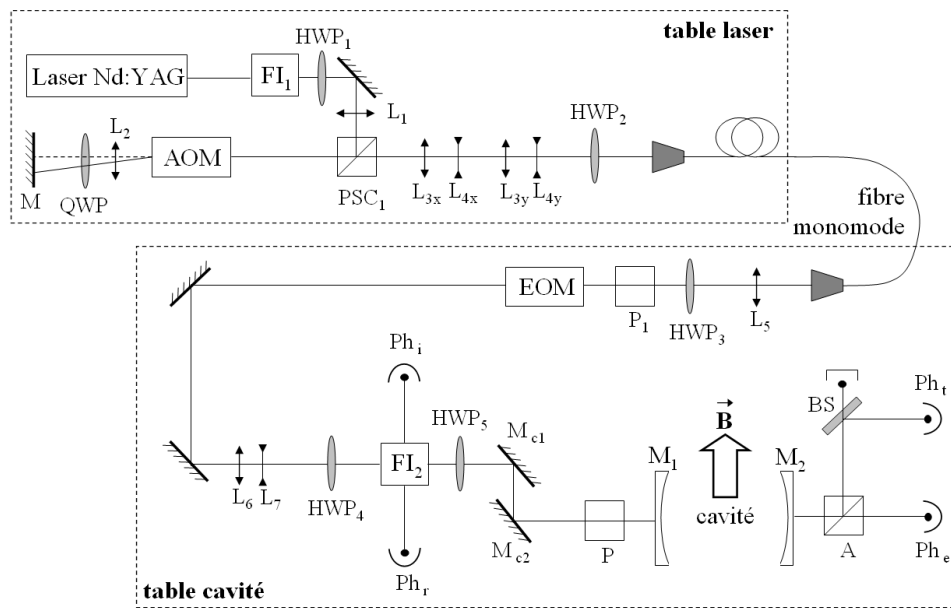 table laser
HWP₁
Laser Nd:YAG
FI₁
L₁
L₂
HWP₂
AOM
M
QWP
PSC₁
L₃ₓ
L₄ₓ
L₃y
L₄y
fibre
monomode
EOM
P₁
HWP₃
L₅
Phᵢ
HWP₅
M꜀₁
B
BS
Phₜ
M₁
M₂
FI₂
L₆
L₇
HWP₄
cavité
M꜀₂
P
A
Phₑ
Phᵣ
table cavité